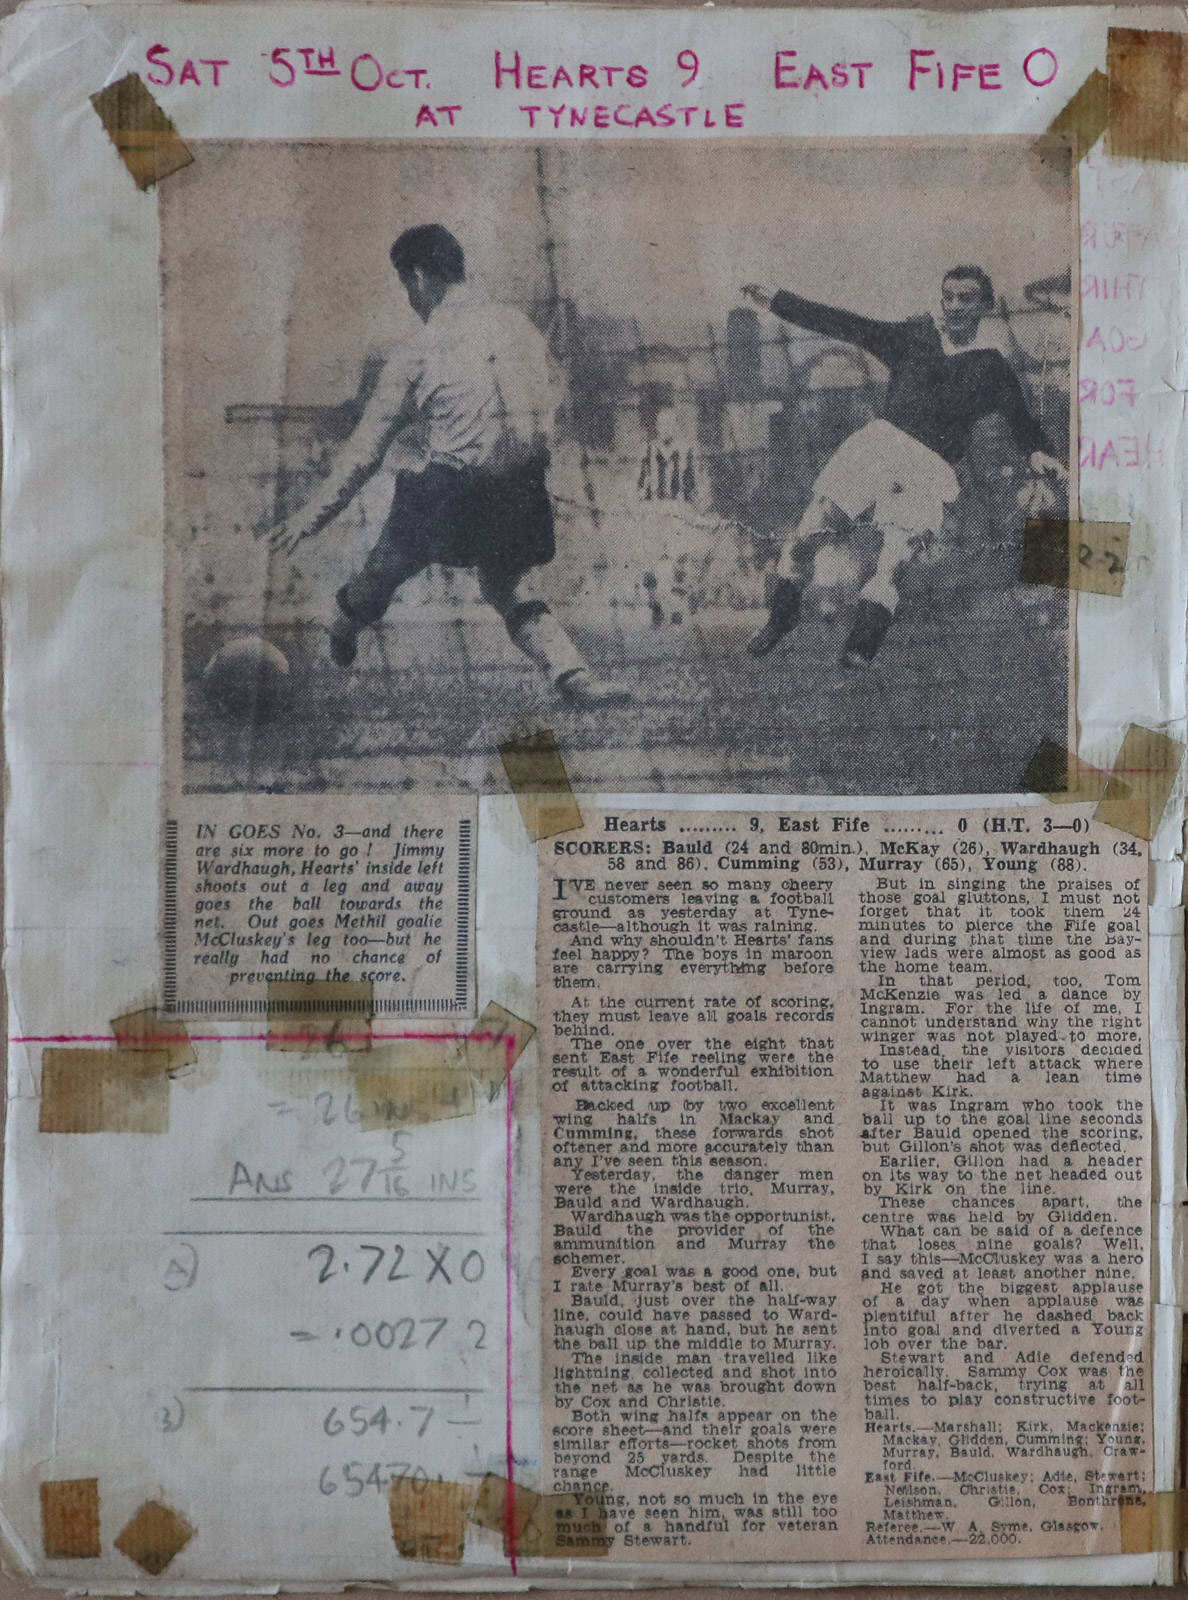 SAT 5TH OCT. HEARTS 9 EAST FIFE 0
AT TYNECASTLE
IN GOES No. 3—and there
are six more to go ! Jimmy
Wardhaugh, Hearts' inside left
shoots out a leg and away
goes the ball towards the
net. Out goes Methil goalie
McCluskey's leg too—but he
really had no chance of
preventing the score.
Hearts ......... 9, East Fife ......... 0 (H.T. 3—0)
SCORERS: Bauld (24 and 80min.), McKay (26), Wardhaugh (34,
58 and 86), Cumming (53), Murray (65), Young (88).
I'VE never seen so many cheery
customers leaving a football
ground as yesterday at Tyne-
castle—although it was raining.
And why shouldn't Hearts' fans
feel happy? The boys in maroon
are carrying everything before
them.
At the current rate of scoring,
they must leave all goals records
behind.
The one over the eight that
sent East Fife reeling were the
result of a wonderful exhibition
of attacking football.
Backed up by two excellent
wing halfs in Mackay and
Cumming, these forwards shot
oftener and more accurately than
any I've seen this season.
Yesterday, the danger men
were the inside trio, Murray,
Bauld and Wardhaugh.
Wardhaugh was the opportunist,
Bauld the provider of the
ammunition and Murray the
schemer.
Every goal was a good one, but
I rate Murray's best of all.
Bauld, just over the half-way
line, could have passed to Ward-
haugh close at hand, but he sent
the ball up the middle to Murray.
The inside man travelled like
lightning, collected and shot into
the net as he was brought down
by Cox and Christie.
Both wing halfs appear on the
score sheet—and their goals were
similar efforts—rocket shots from
beyond 25 yards. Despite the
range McCluskey had little
chance.
Young, not so much in the eye
as I have seen him, was still too
much of a handful for veteran
Sammy Stewart.
But in singing the praises of
those goal gluttons, I must not
forget that it took them 24
minutes to pierce the Fife goal
and during that time the Bay-
view lads were almost as good as
the home team.
In that period, too, Tom
McKenzie was led a dance by
Ingram. For the life of me, I
cannot understand why the right
winger was not played to more.
Instead, the visitors decided
to use their left attack where
Matthew had a lean time
against Kirk.
It was Ingram who took the
ball up to the goal line seconds
after Bauld opened the scoring,
but Gillon's shot was deflected.
Earlier, Gillon had a header
on its way to the net headed out
by Kirk on the line.
These chances apart, the
centre was held by Glidden.
What can be said of a defence
that loses nine goals? Well,
I say this—McCluskey was a hero
and saved at least another nine.
He got the biggest applause
of a day when applause was
plentiful after he dashed back
into goal and diverted a Young
lob over the bar.
Stewart and Adie defended
heroically. Sammy Cox was the
best half-back, trying at all
times to play constructive foot-
ball.
Hearts.—Marshall; Kirk, Mackenzie;
Mackay, Glidden, Cumming; Young,
Murray, Bauld, Wardhaugh, Craw-
ford.
East Fife.—McCluskey; Adie, Stewart;
Neilson, Christie, Cox; Ingram,
Leishman, Gillon, Bonthrone,
Matthew.
Referee.—W. A. Syme, Glasgow.
Attendance.—22,000.
= 26 INS
ANS 27 5/16 INS
2.72 X 0
= .0027 2
3) 654.7 ÷